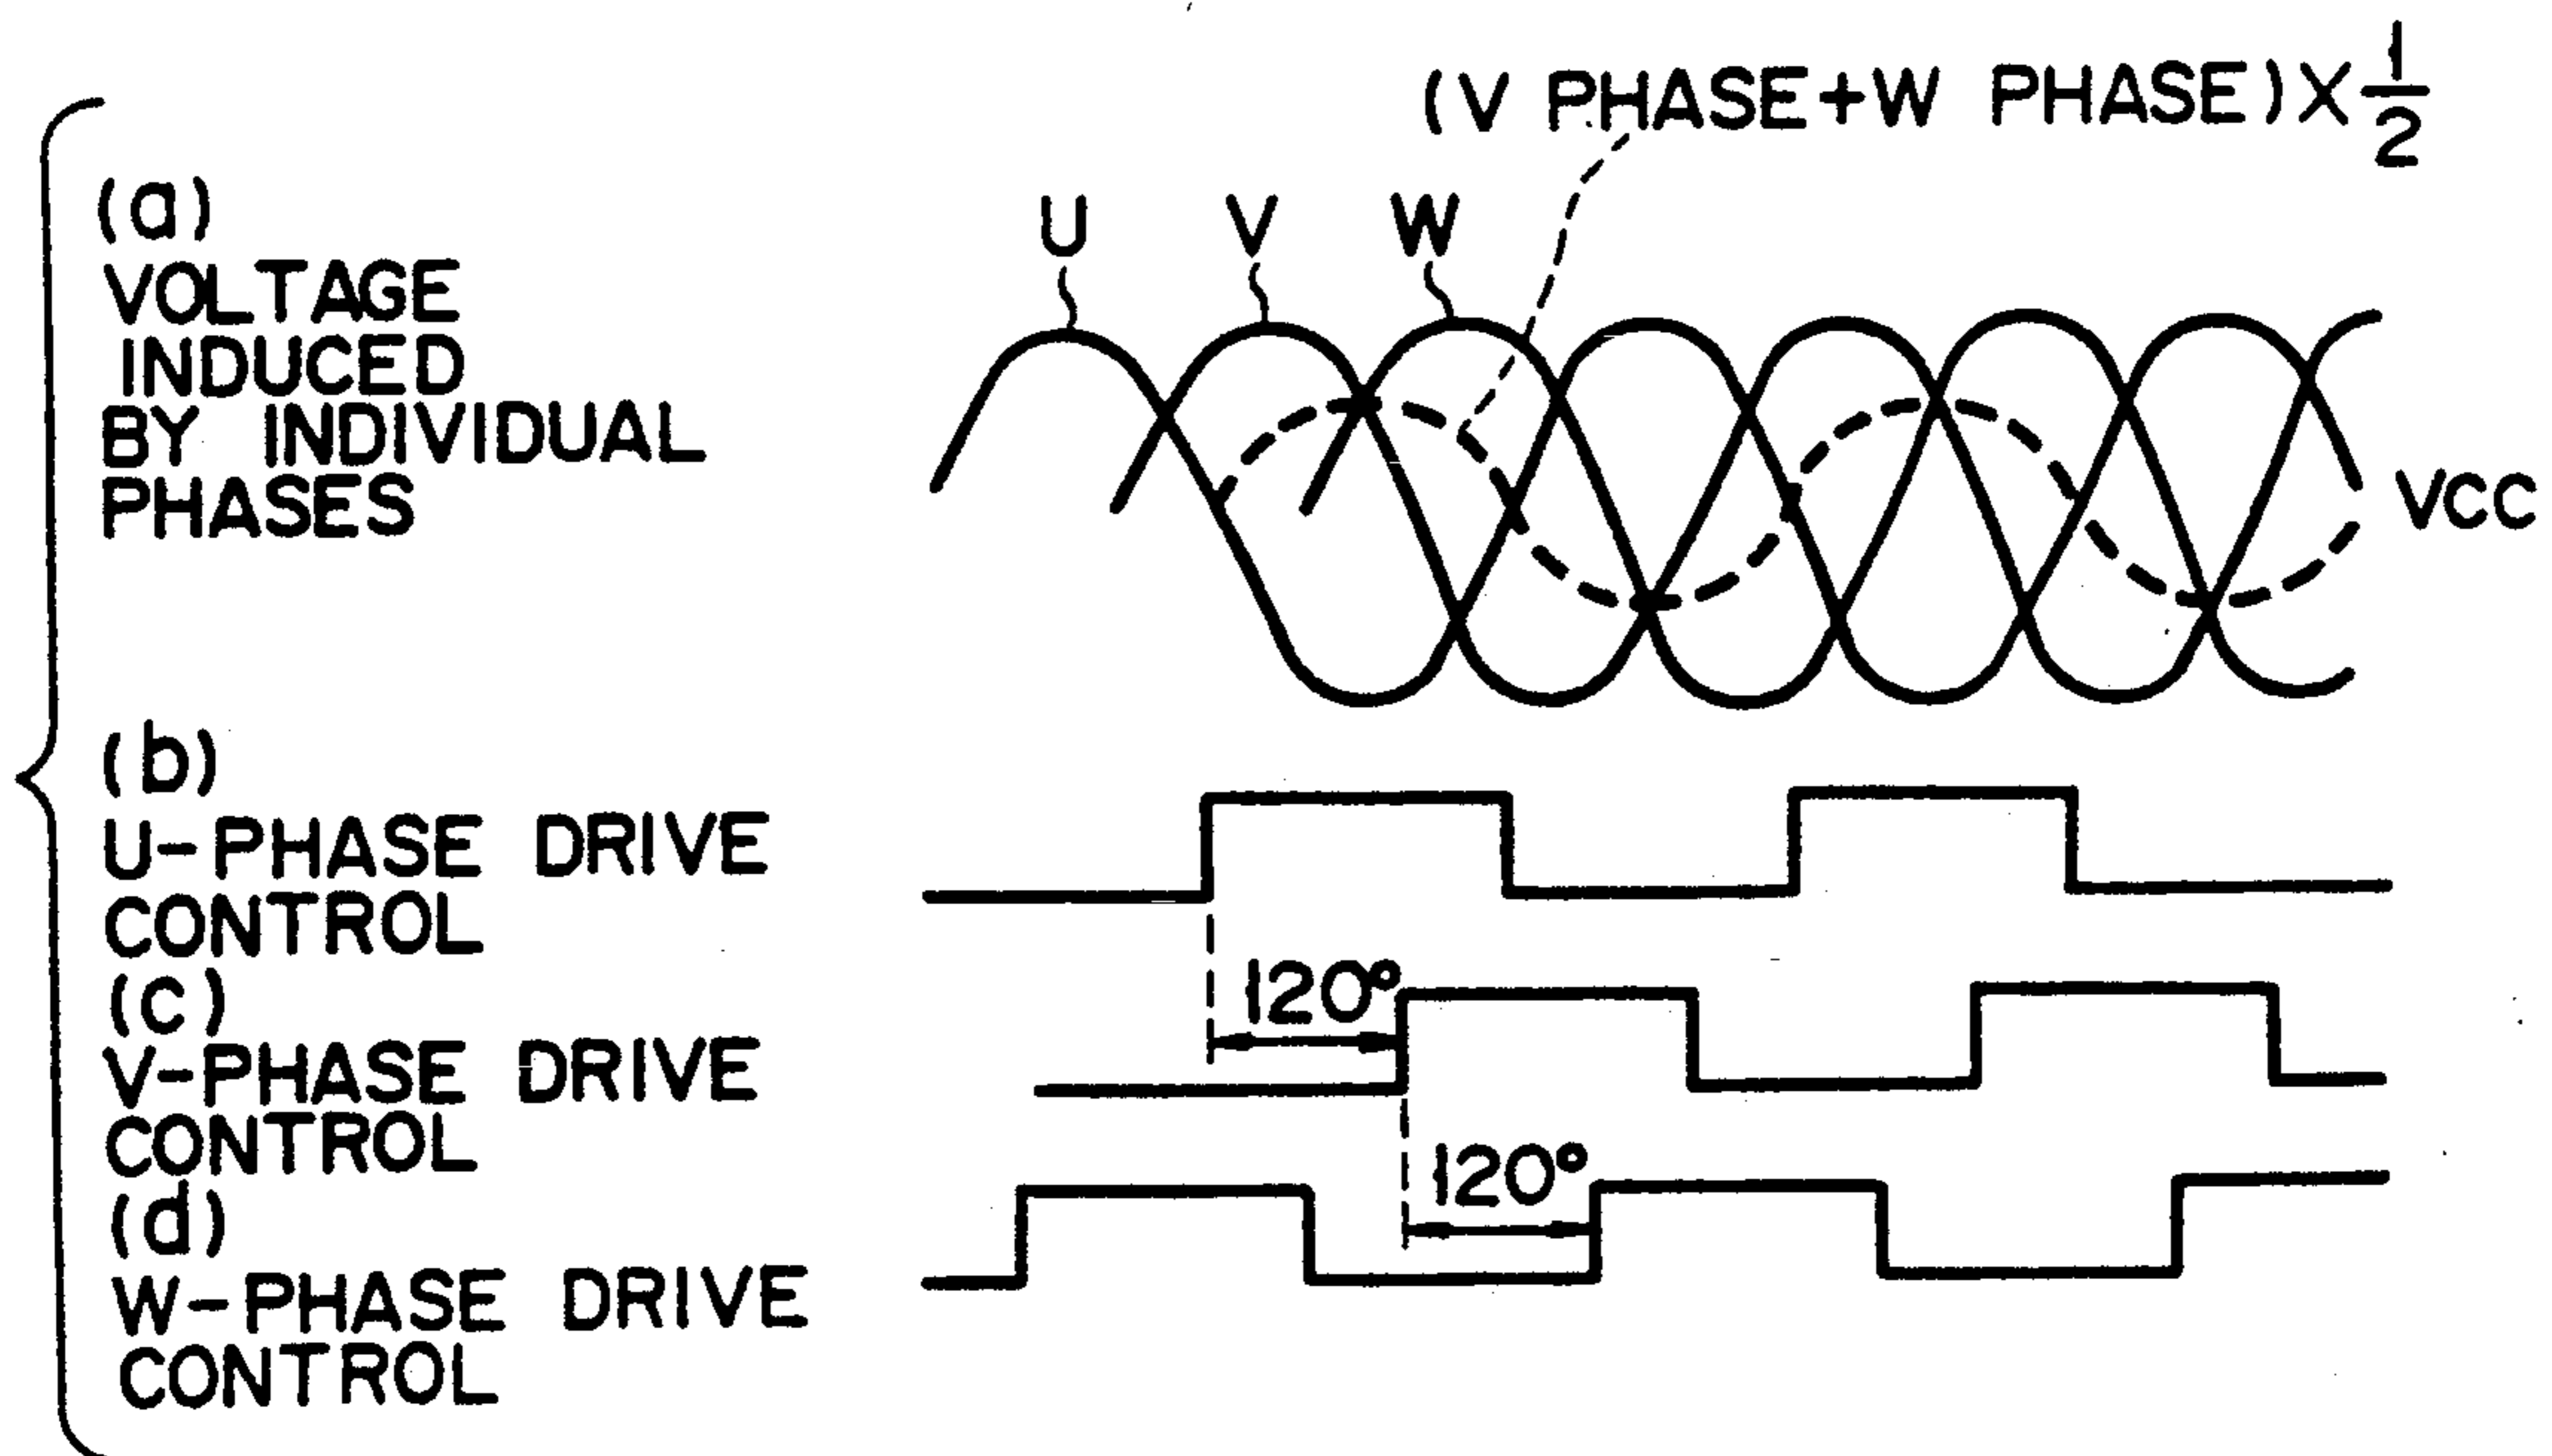 (V PHASE+W PHASE)X 1/2
U V W
(a)
VOLTAGE
INDUCED
BY INDIVIDUAL
PHASES
VCC
(b)
U-PHASE DRIVE
CONTROL
120°
(c)
V-PHASE DRIVE
CONTROL
120°
(d)
W-PHASE DRIVE
CONTROL